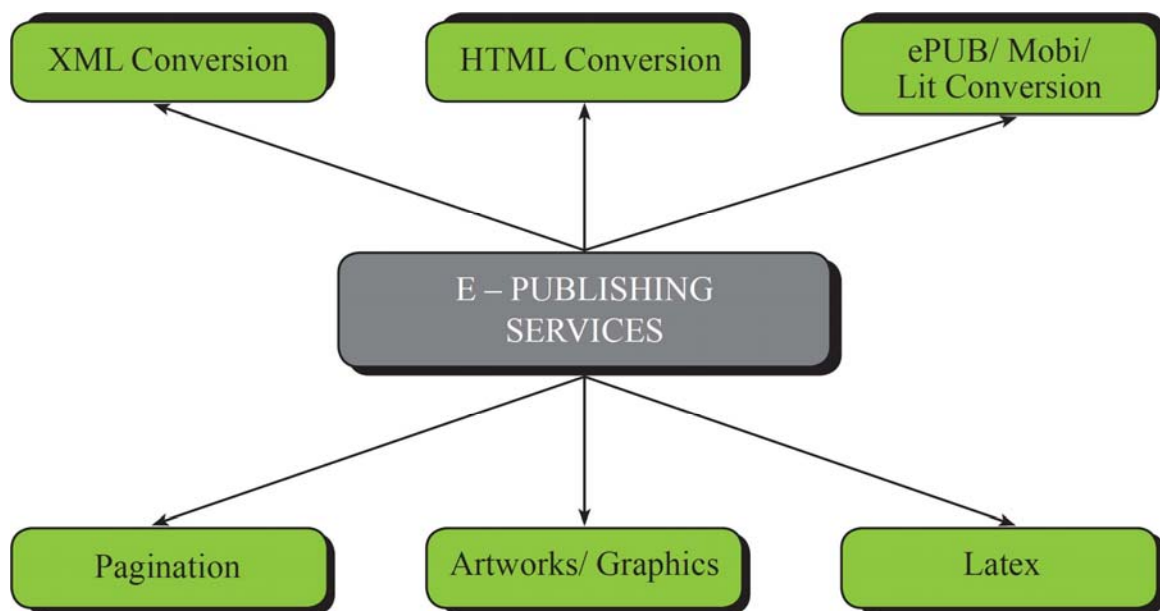 XML Conversion
HTML Conversion
ePUB/ Mobi/
Lit Conversion
E – PUBLISHING
SERVICES
Pagination
Artworks/ Graphics
Latex